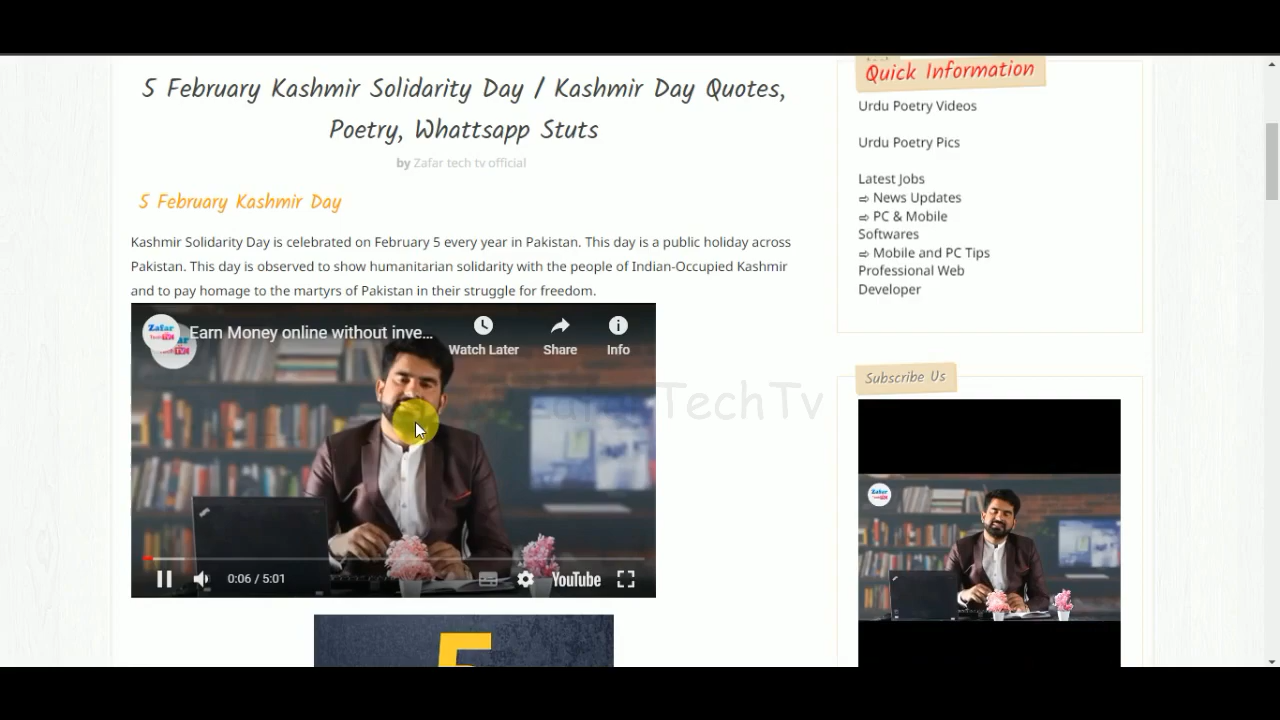 5 February Kashmir Solidarity Day / Kashmir Day Quotes,
Poetry, Whattsapp Stuts
by Zafar tech tv official
5 February Kashmir Day
Kashmir Solidarity Day is celebrated on February 5 every year in Pakistan. This day is a public holiday across
Pakistan. This day is observed to show humanitarian solidarity with the people of Indian-Occupied Kashmir
and to pay homage to the martyrs of Pakistan in their struggle for freedom.
Zafar
TechTV
Earn Money online without inve...
Watch Later
Share
Info
TechTv
0:06 / 5:01
YouTube
5
Quick Information
Urdu Poetry Videos
Urdu Poetry Pics
Latest Jobs
⇨ News Updates
⇨ PC & Mobile
Softwares
⇨ Mobile and PC Tips
Professional Web
Developer
Subscribe Us
Zafar